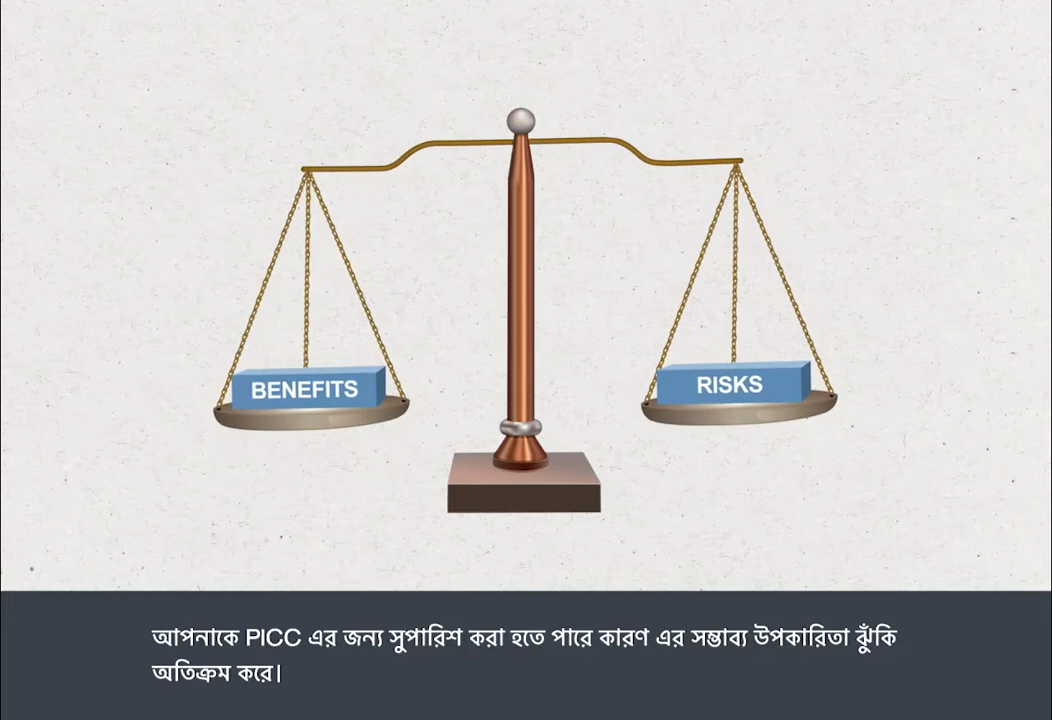 BENEFITS
RISKS
আপনাকে PICC এর জন্য সুপারিশ করা হতে পারে কারণ এর সম্ভাব্য উপকারিতা ঝুঁকি
অতিক্রম করে।